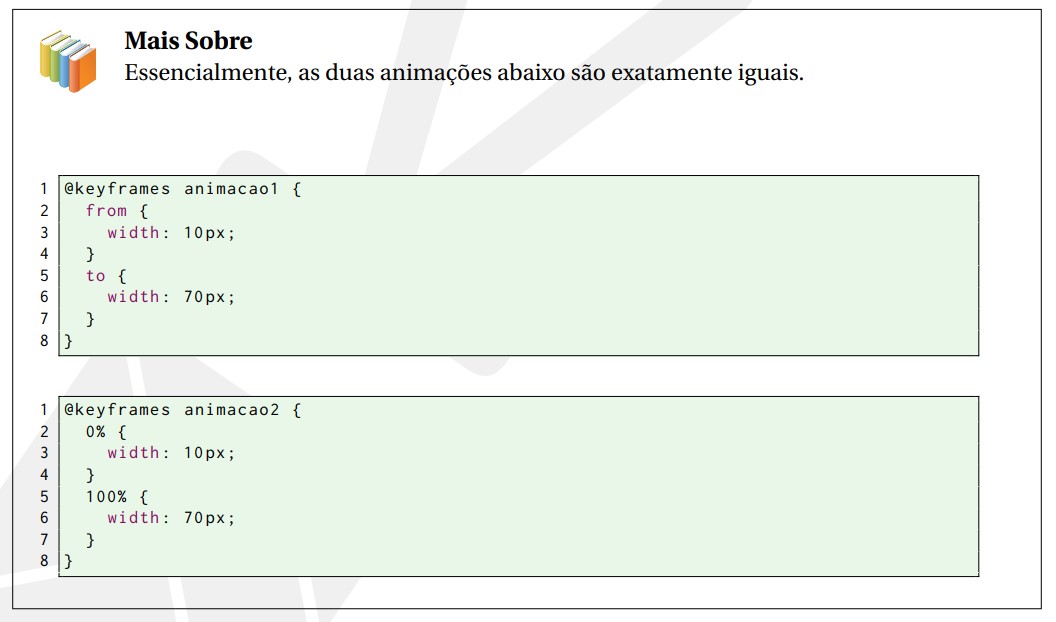 Mais Sobre
Essencialmente, as duas animações abaixo são exatamente iguais.
1 @keyframes animacao1 {
2   from {
3     width: 10px;
4   }
5   to {
6     width: 70px;
7   }
8 }
1 @keyframes animacao2 {
2   0% {
3     width: 10px;
4   }
5   100% {
6     width: 70px;
7   }
8 }